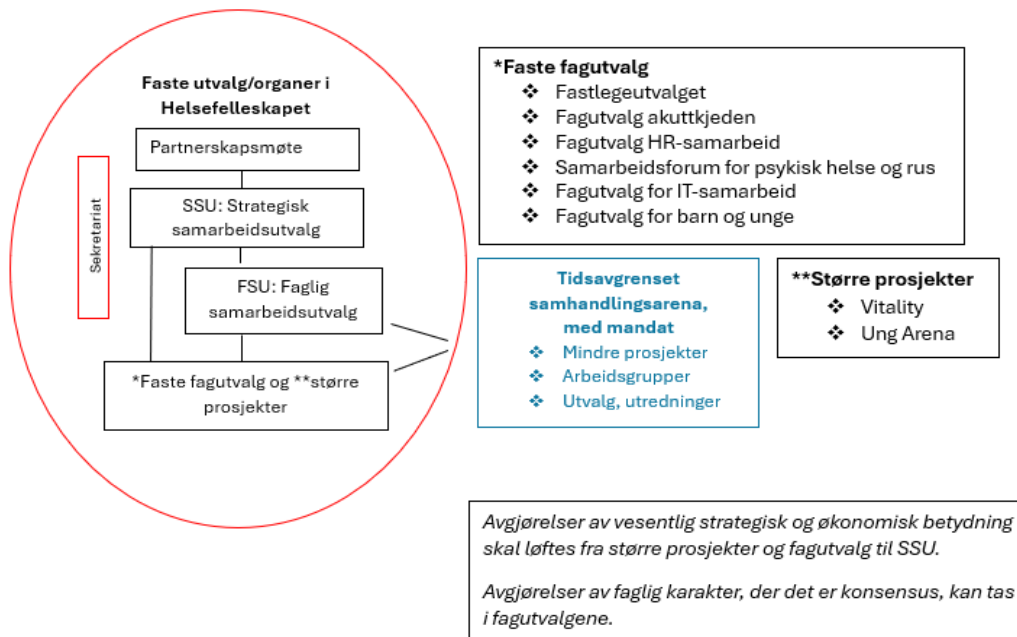 Faste utvalg/organer i
Helsefelleskapet
Partnerskapsmøte
Sekretariat
SSU: Strategisk
samarbeidsutvalg
FSU: Faglig
samarbeidsutvalg
*Faste fagutvalg og **større
prosjekter
*Faste fagutvalg
❖ Fastlegeutvalget
❖ Fagutvalg akuttkjeden
❖ Fagutvalg HR-samarbeid
❖ Samarbeidsforum for psykisk helse og rus
❖ Fagutvalg for IT-samarbeid
❖ Fagutvalg for barn og unge
Tidsavgrenset
samhandlingsarena,
med mandat
❖ Mindre prosjekter
❖ Arbeidsgrupper
❖ Utvalg, utredninger
**Større prosjekter
❖ Vitality
❖ Ung Arena
Avgjørelser av vesentlig strategisk og økonomisk betydning
skal løftes fra større prosjekter og fagutvalg til SSU.
Avgjørelser av faglig karakter, der det er konsensus, kan tas
i fagutvalgene.